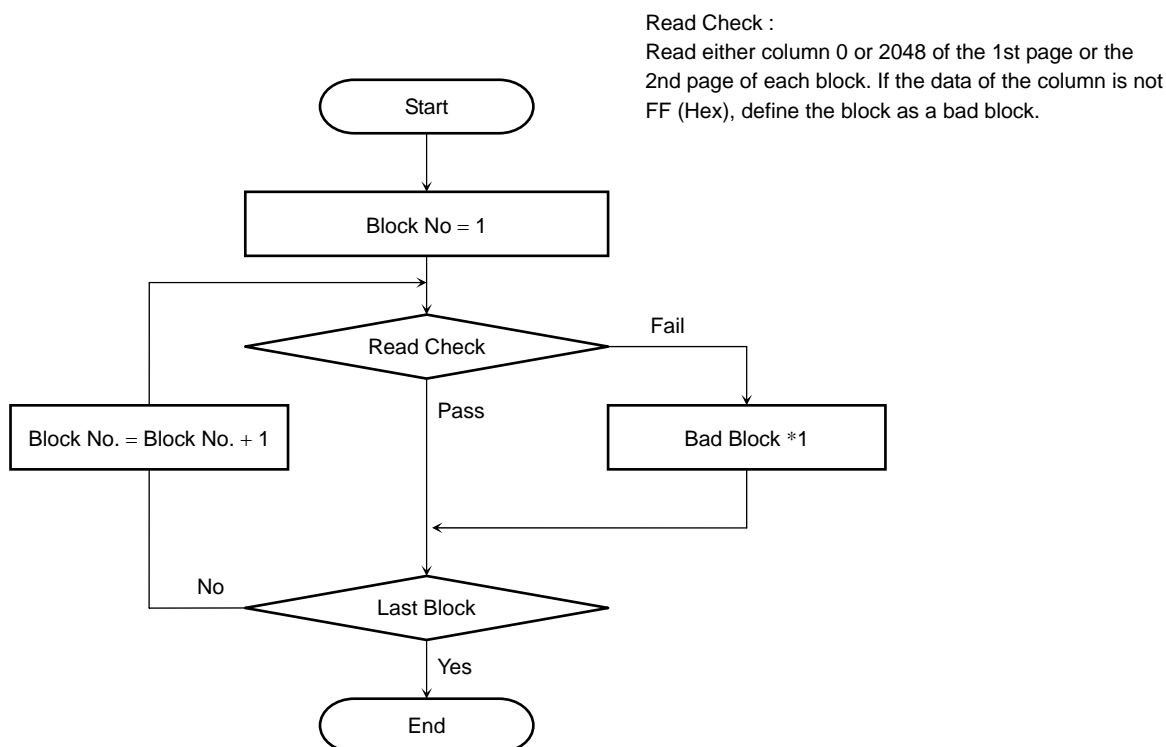 Read Check :
Read either column 0 or 2048 of the 1st page or the
2nd page of each block. If the data of the column is not
FF (Hex), define the block as a bad block.
Start
Block No = 1
Read Check
Fail
Pass
Block No. = Block No. + 1
Bad Block *1
No
Last Block
Yes
End